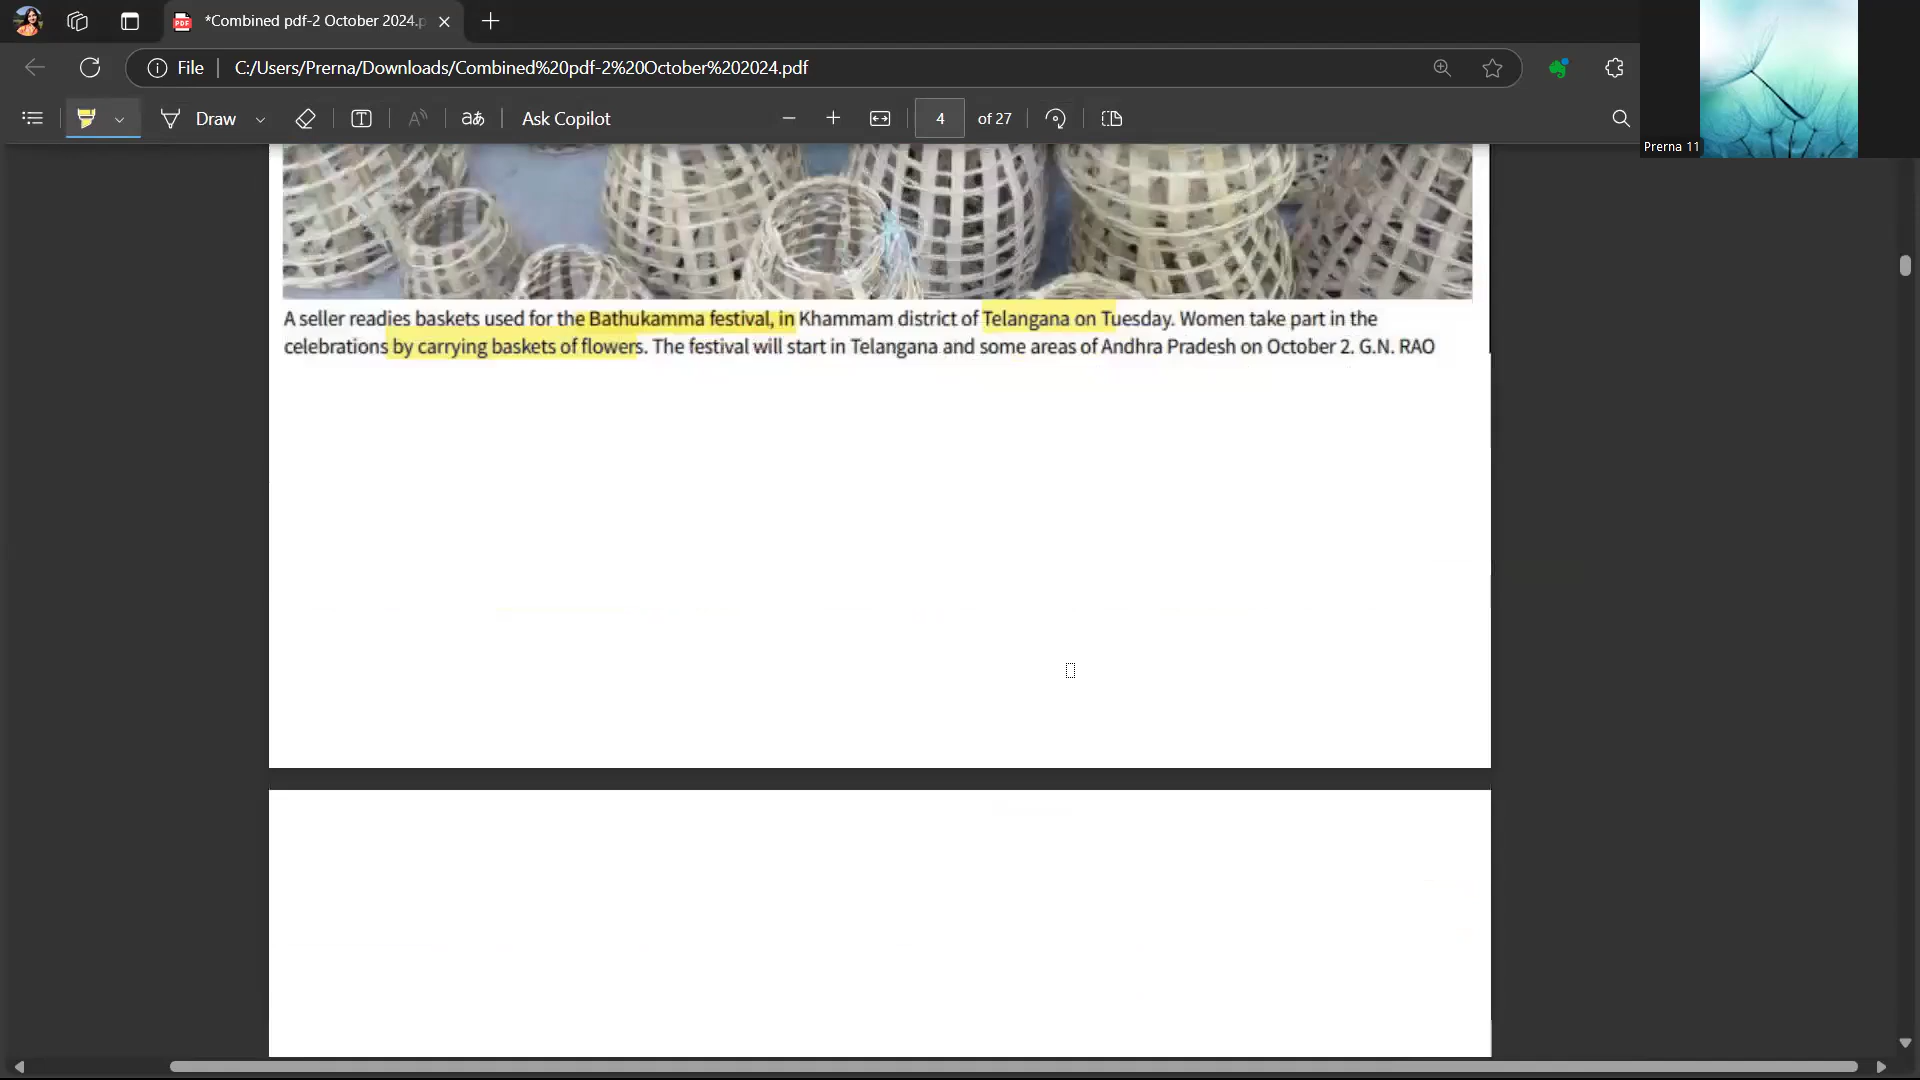 *Combined pdf-2 October 2024.p
File
C:/Users/Prerna/Downloads/Combined%20pdf-2%20October%202024.pdf
Draw
Ask Copilot
4
of 27
Prerna 11
A seller readies baskets used for the Bathukamma festival, in Khammam district of Telangana on Tuesday. Women take part in the
celebrations by carrying baskets of flowers. The festival will start in Telangana and some areas of Andhra Pradesh on October 2. G.N. RAO